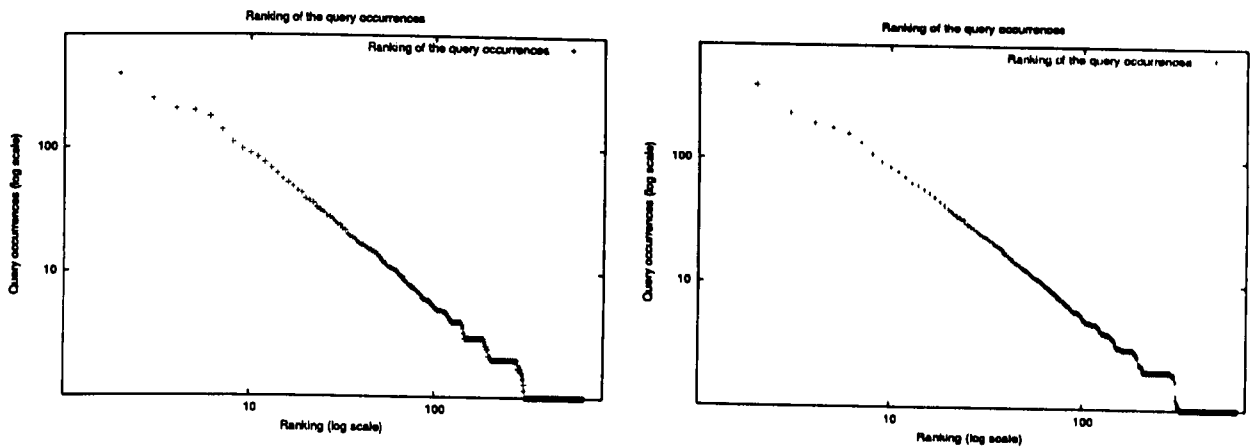 Ranking of the query occurrences
Ranking of the query occurrences
100
10
Query occurrences (log scale)
10 100
Ranking (log scale)
Ranking of the query occurrences
Ranking of the query occurrences
100
10
Query occurrences (log scale)
10 100
Ranking (log scale)